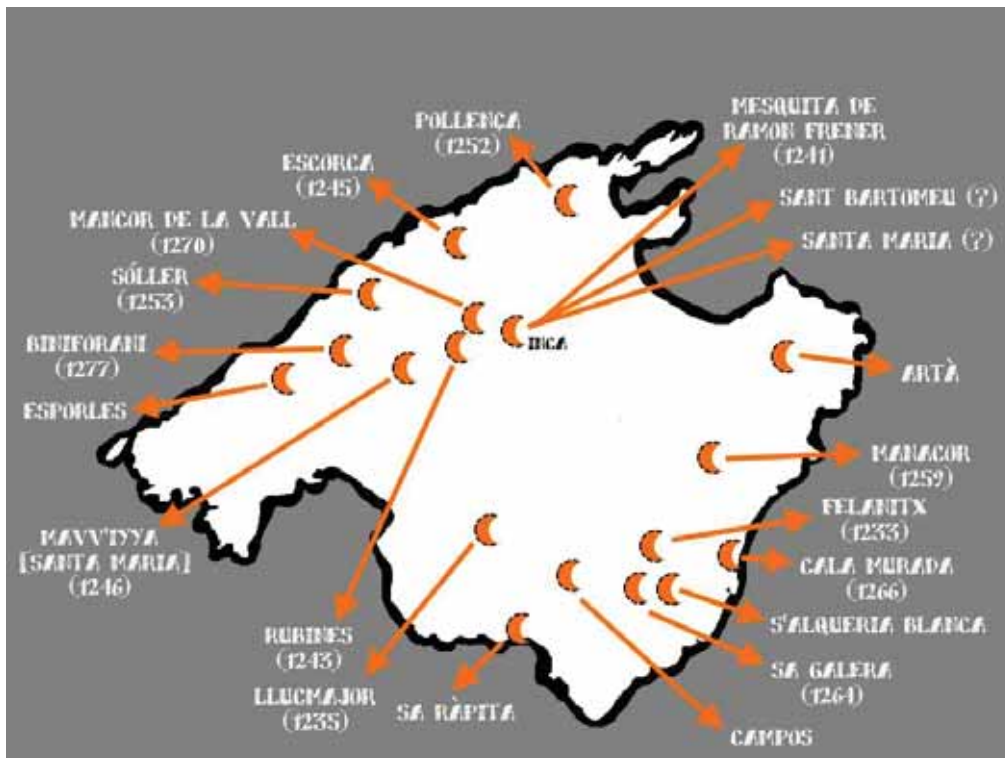 POLLENÇA
(1252)
ESCORCA
(1245)
MANCOR DE LA VALL
(1270)
SÓLLER
(1253)
BINIFORANI
(1277)
ESPORLES
MAVV'IYYA
[SANTA MARIA]
(1246)
RUBINES
(1243)
LLUCMAJOR
(1235)
SA RÀPITA
MESQUITA DE
RAMON FRENER
(1241)
SANT BARTOMEU (?)
SANTA MARIA (?)
INCA
ARTÀ
MANACOR
(1259)
FELANITX
(1233)
CALA MURADA
(1266)
S'ALQUERIA BLANCA
SA GALERA
(1264)
CAMPOS